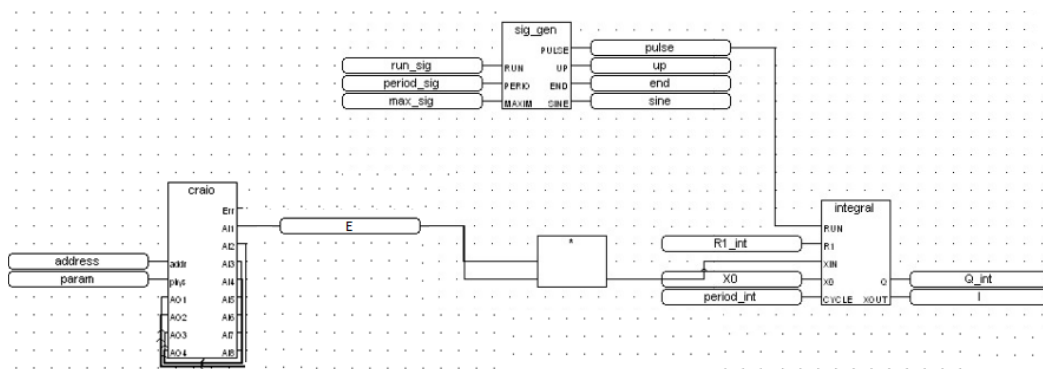 sig_gen
PULSE pulse
run_sig RUN UP up
period_sig PERIO END end
max_sig MAXIM SINE sine
craio
Err
AI1 E
AI2
address addr AI3
param phys AI4
AO1 AI5
AO2 AI6
AO3 AI7
AO4 AI8
*
integral
RUN
R1_int R1
XIN
X0 X0 Q Q_int
period_int CYCLE XOUT I